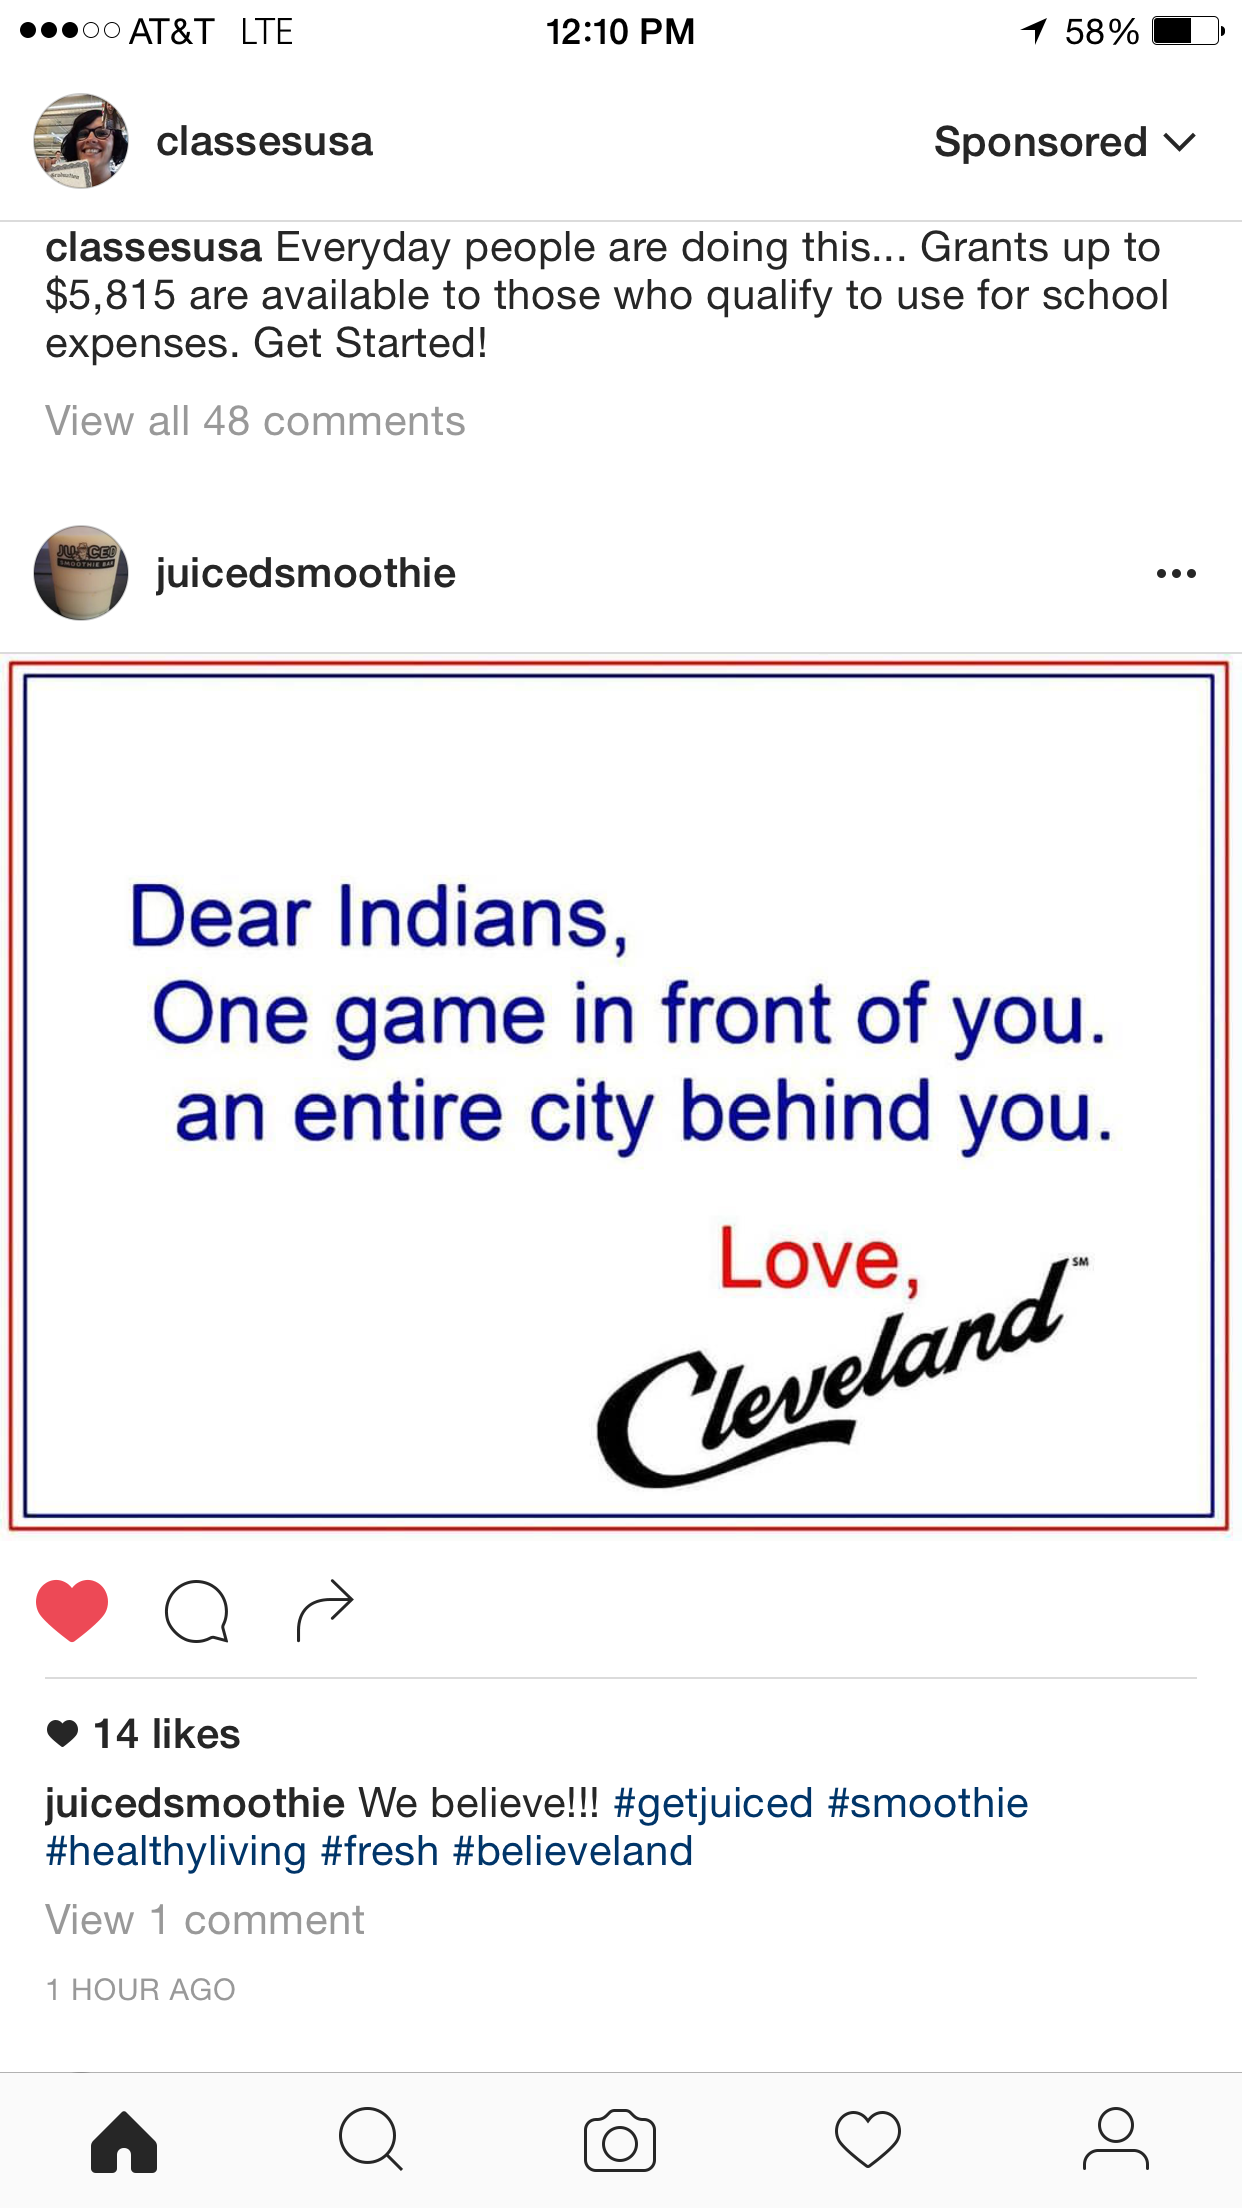 AT&T LTE 12:10 PM 58%
classesusa Sponsored
classesusa Everyday people are doing this... Grants up to
$5,815 are available to those who qualify to use for school
expenses. Get Started!
View all 48 comments
JUICED
SMOOTHIE BAR
juicedsmoothie
Dear Indians,
One game in front of you.
an entire city behind you.
Love,
Cleveland SM
14 likes
juicedsmoothie We believe!!! #getjuiced #smoothie
#healthyliving #fresh #believeland
View 1 comment
1 HOUR AGO